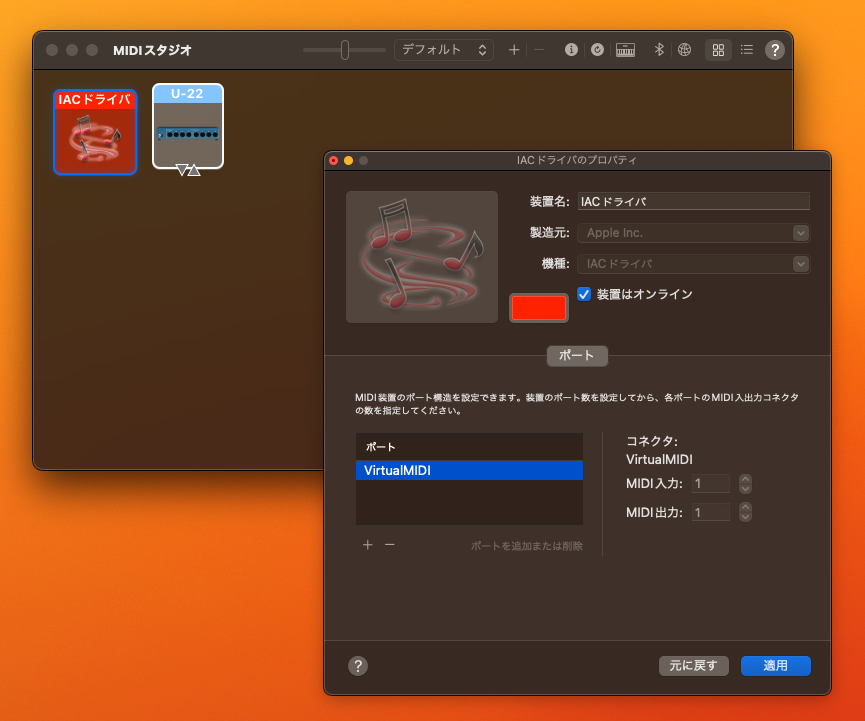 MIDIスタジオ
デフォルト
IACドライバ
U-22
IACドライバのプロパティ
装置名: IACドライバ
製造元: Apple Inc.
機種: IACドライバ
装置はオンライン
ポート
MIDI装置のポート構造を設定できます。装置のポート数を設定してから、各ポートのMIDI入出力コネクタ
の数を指定してください。
ポート
VirtualMIDI
ポートを追加または削除
コネクタ:
VirtualMIDI
MIDI入力: 1
MIDI出力: 1
元に戻す
適用